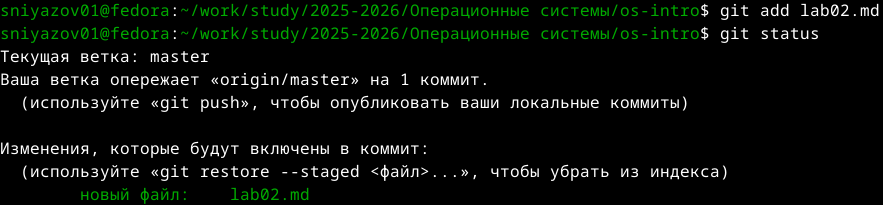 sniyazov01@fedora:~/work/study/2025-2026/Операционные системы/os-intro$ git add lab02.md
sniyazov01@fedora:~/work/study/2025-2026/Операционные системы/os-intro$ git status
Текущая ветка: master
Ваша ветка опережает «origin/master» на 1 коммит.
  (используйте «git push», чтобы опубликовать ваши локальные коммиты)

Изменения, которые будут включены в коммит:
  (используйте «git restore --staged <файл>...», чтобы убрать из индекса)
        новый файл:    lab02.md